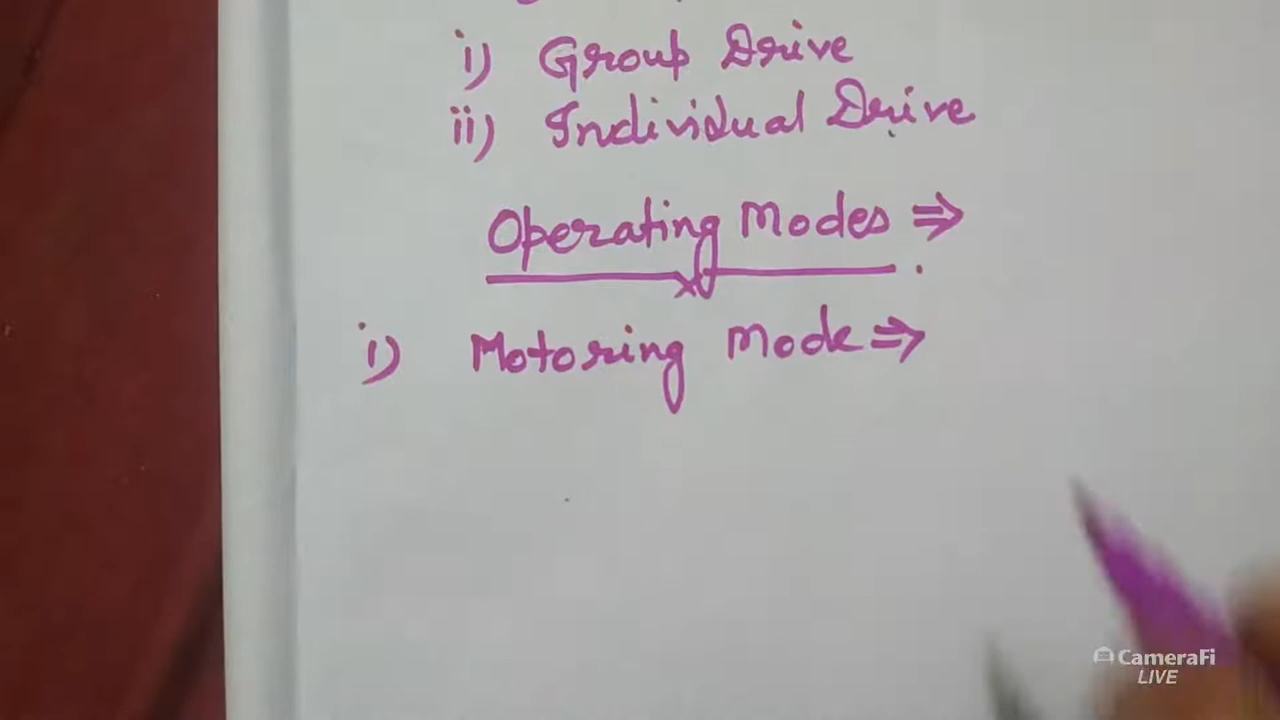 i) Group Drive
ii) Individual Drive
Operating Modes ⇒
i) Motoring Mode ⇒
CameraFi
LIVE